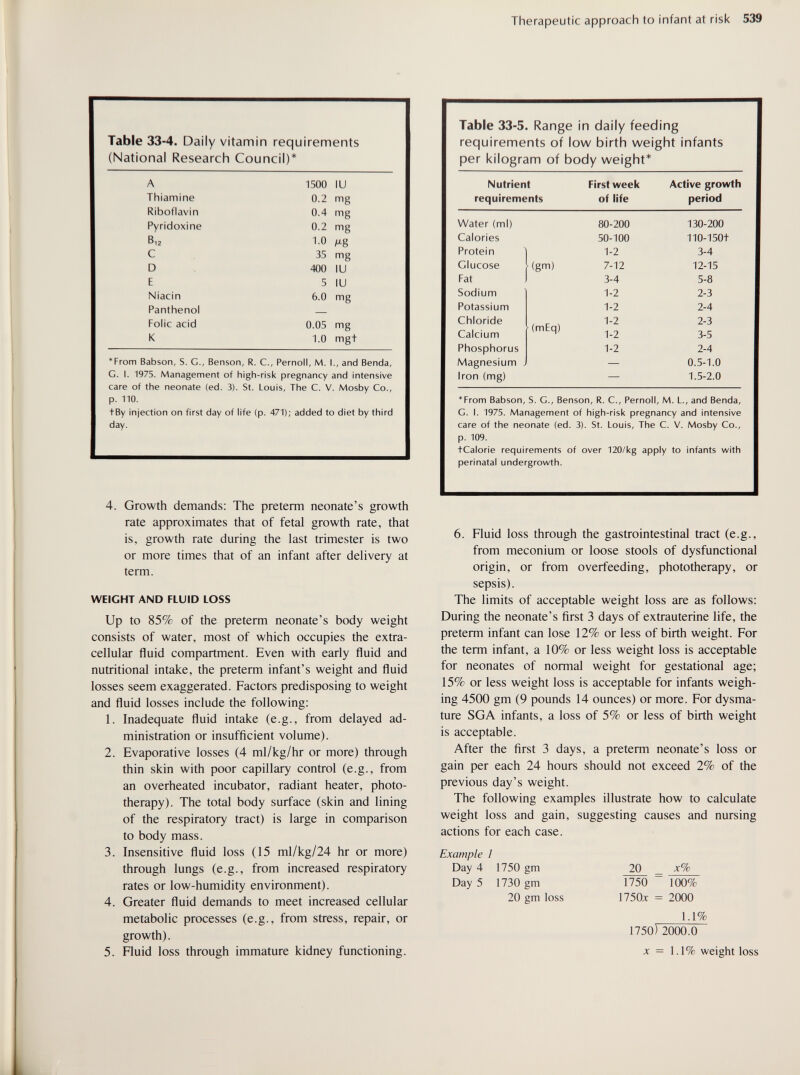 Therapeutic approach to infant at risk 539
Table 33-4. Daily vitamin requirements
(National Research Council)*
A 1500 IU
Thiamine 0.2 mg
Riboflavin 0.4 mg
Pyridoxine 0.2 mg
B12 1.0 μg
C 35 mg
D 400 IU
E 5 IU
Niacin 6.0 mg
Panthenol —
Folic acid 0.05 mg
K 1.0 mg†
*From Babson, S. G., Benson, R. C., Pernoll, M. I., and Benda,
G. I. 1975. Management of high-risk pregnancy and intensive
care of the neonate (ed. 3). St. Louis, The C. V. Mosby Co.,
p. 110.
†By injection on first day of life (p. 471); added to diet by third
day.
4. Growth demands: The preterm neonate's growth
rate approximates that of fetal growth rate, that
is, growth rate during the last trimester is two
or more times that of an infant after delivery at
term.
WEIGHT AND FLUID LOSS
Up to 85% of the preterm neonate's body weight
consists of water, most of which occupies the extra-
cellular fluid compartment. Even with early fluid and
nutritional intake, the preterm infant's weight and fluid
losses seem exaggerated. Factors predisposing to weight
and fluid losses include the following:
1. Inadequate fluid intake (e.g., from delayed ad-
ministration or insufficient volume).
2. Evaporative losses (4 ml/kg/hr or more) through
thin skin with poor capillary control (e.g., from
an overheated incubator, radiant heater, photo-
therapy). The total body surface (skin and lining
of the respiratory tract) is large in comparison
to body mass.
3. Insensitive fluid loss (15 ml/kg/24 hr or more)
through lungs (e.g., from increased respiratory
rates or low-humidity environment).
4. Greater fluid demands to meet increased cellular
metabolic processes (e.g., from stress, repair, or
growth).
5. Fluid loss through immature kidney functioning.
Table 33-5. Range in daily feeding
requirements of low birth weight infants
per kilogram of body weight*
Nutrient First week Active growth
requirements of life period
Water (ml) 80-200 130-200
Calories 50-100 110-150†
Protein 1-2 3-4
Glucose (gm) 7-12 12-15
Fat 3-4 5-8
Sodium 1-2 2-3
Potassium 1-2 2-4
Chloride 1-2 2-3
(mEq)
Calcium 1-2 3-5
Phosphorus 1-2 2-4
Magnesium — 0.5-1.0
Iron (mg) — 1.5-2.0
*From Babson, S. G., Benson, R. C., Pernoll, M. L., and Benda,
G. I. 1975. Management of high-risk pregnancy and intensive
care of the neonate (ed. 3). St. Louis, The C. V. Mosby Co.,
p. 109.
†Calorie requirements of over 120/kg apply to infants with
perinatal undergrowth.
6. Fluid loss through the gastrointestinal tract (e.g.,
from meconium or loose stools of dysfunctional
origin, or from overfeeding, phototherapy, or
sepsis).
The limits of acceptable weight loss are as follows:
During the neonate's first 3 days of extrauterine life, the
preterm infant can lose 12% or less of birth weight. For
the term infant, a 10% or less weight loss is acceptable
for neonates of normal weight for gestational age;
15% or less weight loss is acceptable for infants weigh-
ing 4500 gm (9 pounds 14 ounces) or more. For dysma-
ture SGA infants, a loss of 5% or less of birth weight
is acceptable.
After the first 3 days, a preterm neonate's loss or
gain per each 24 hours should not exceed 2% of the
previous day's weight.
The following examples illustrate how to calculate
weight loss and gain, suggesting causes and nursing
actions for each case.
Example 1
Day 4 1750 gm
Day 5 1730 gm
20 gm loss
20 = x%
1750 100%
1750x = 2000
1.1%
1750) 2000.0
x = 1.1% weight loss